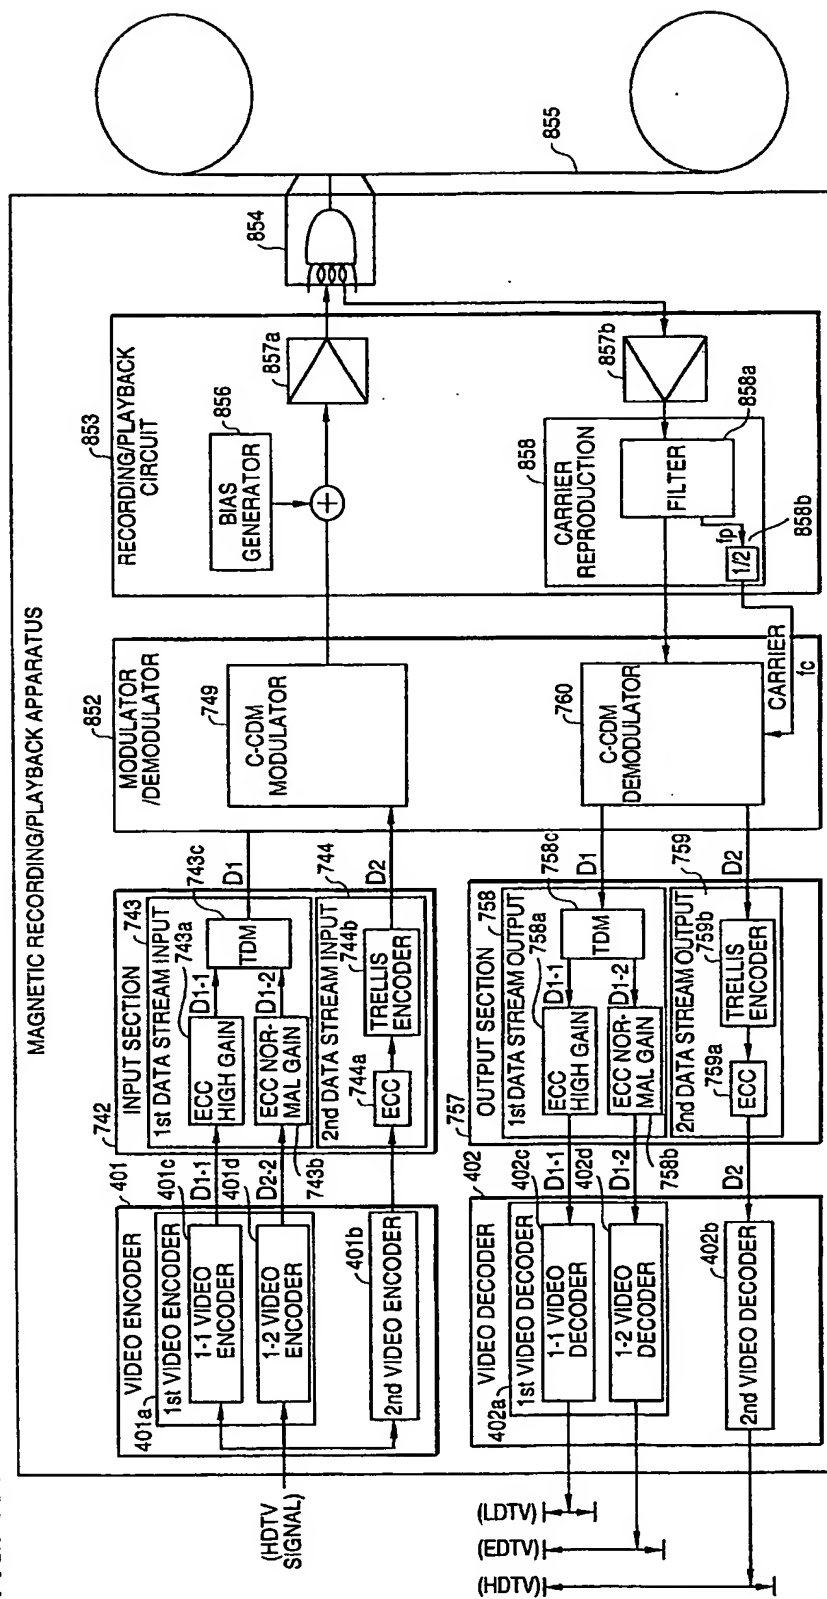 MAGNETIC RECORDING/PLAYBACK APPARATUS
(HDTV
SIGNAL)
401
VIDEO ENCODER
401a
1st VIDEO ENCODER
401c
1-1 VIDEO
ENCODER
401d
1-2 VIDEO
ENCODER
401b
2nd VIDEO ENCODER
D1-1
D2-2
742
INPUT SECTION
743
1st DATA STREAM INPUT
743a
ECC
HIGH GAIN
D1-1
743c
TDM
ECC NOR-
MAL GAIN
D1-2
743b
744
2nd DATA STREAM INPUT
744a
ECC
744b
TRELLIS
ENCODER
D1
D2
852
MODULATOR
/DEMODULATOR
749
C-CDM
MODULATOR
760
C-CDM
DEMODULATOR
CARRIER
fc
853
RECORDING/PLAYBACK
CIRCUIT
856
BIAS
GENERATOR
857a
854
855
857b
858
CARRIER
REPRODUCTION
858a
FILTER
fp
1/2
858b
757
OUTPUT SECTION
758
1st DATA STREAM OUTPUT
758a
ECC
HIGH GAIN
D1-1
758c
TDM
ECC NOR-
MAL GAIN
D1-2
758b
759
2nd DATA STREAM OUTPUT
759a
ECC
759b
TRELLIS
ENCODER
D1
D2
402
VIDEO DECODER
402a
1st VIDEO DECODER
402c
1-1 VIDEO
DECODER
402d
1-2 VIDEO
DECODER
402b
2nd VIDEO DECODER
D1-1
D1-2
D2
(LDTV)
(EDTV)
(HDTV)